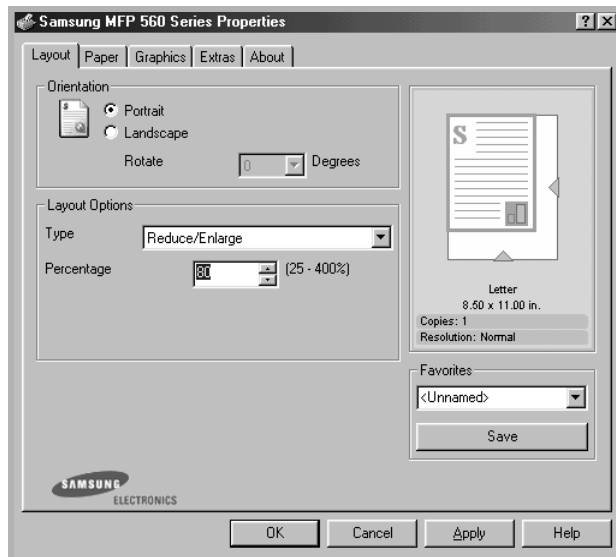 Samsung MFP 560 Series Properties
Layout
Paper
Graphics
Extras
About
Orientation
S
Portrait
Landscape
Rotate
0
Degrees
S
Layout Options
Type
Reduce/Enlarge
Percentage
80
(25 - 400%)
Letter
8.50 x 11.00 in.
Copies: 1
Resolution: Normal
Favorites
<Unnamed>
Save
SAMSUNG
ELECTRONICS
OK
Cancel
Apply
Help